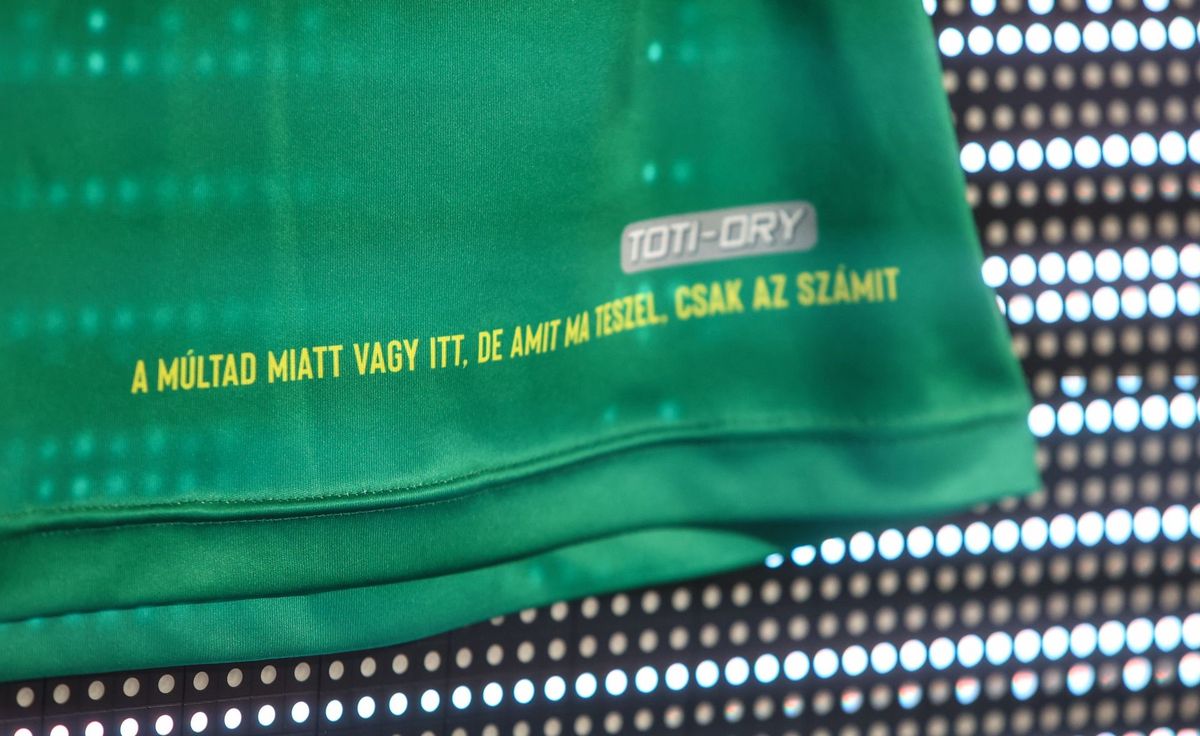 TOTI-DRY
A MÚLTAD MIATT VAGY ITT, DE AMIT MA TESZEL, CSAK AZ SZÁMIT